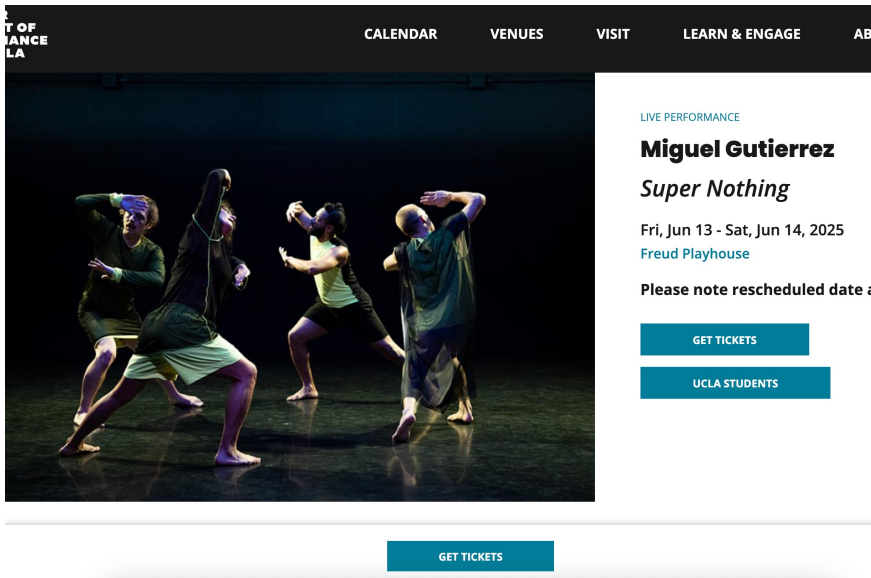 T OF
LA
CALENDAR VENUES VISIT LEARN & ENGAGE AB
LIVE PERFORMANCE
Miguel Gutierrez
Super Nothing
Fri, Jun 13 - Sat, Jun 14, 2025
Freud Playhouse
Please note rescheduled date
GET TICKETS
UCLA STUDENTS
GET TICKETS